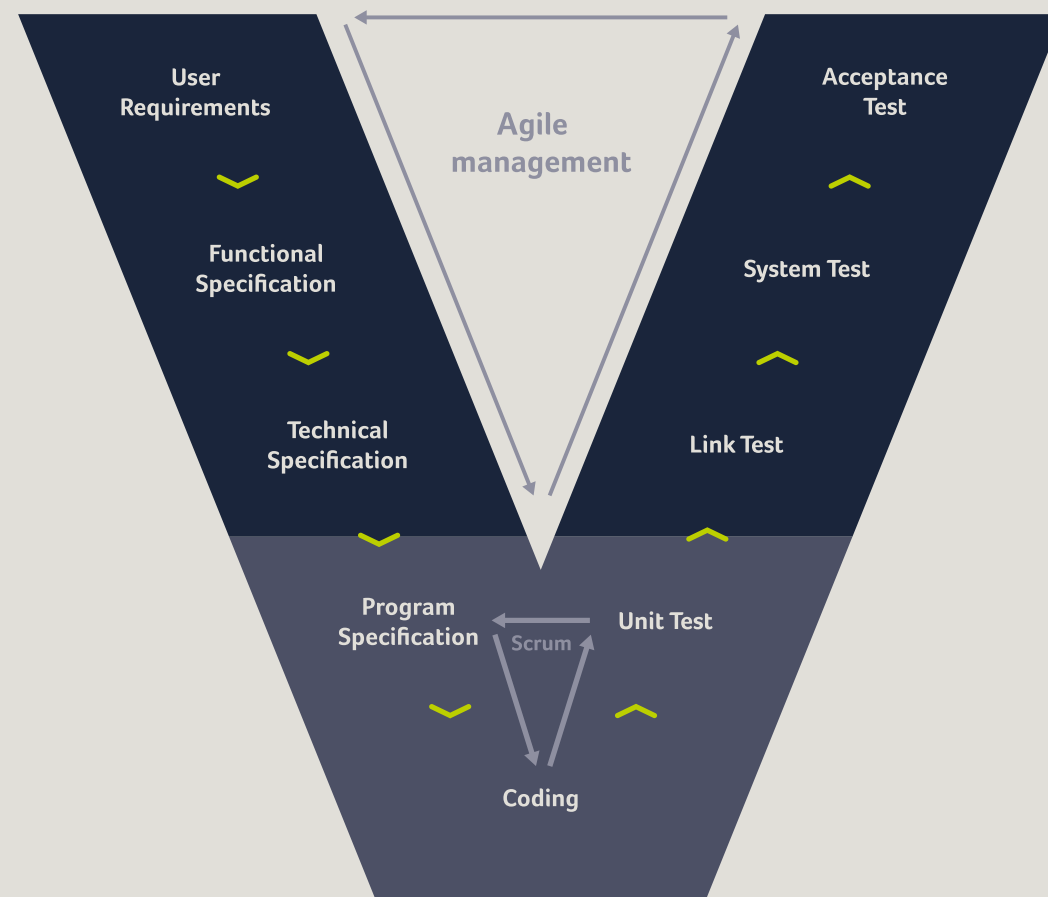 User
Requirements
Acceptance
Test
Agile
management
Functional
Specification
System Test
Technical
Specification
Link Test
Program
Specification
Unit Test
Scrum
Coding